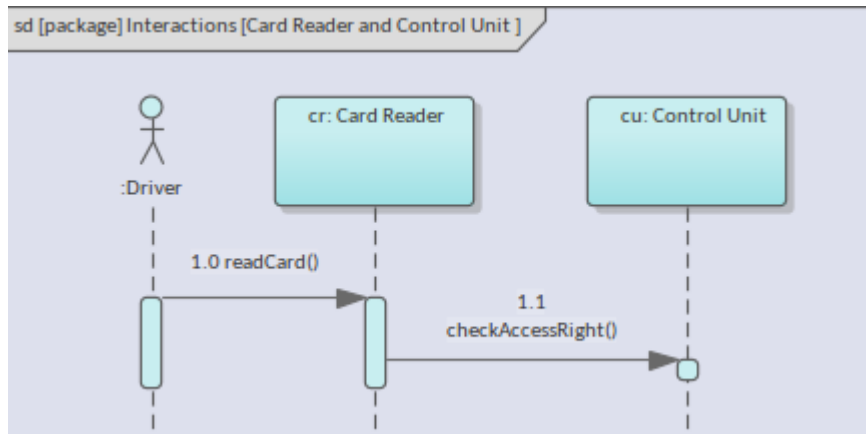 sd [package] Interactions [Card Reader and Control Unit ]
cr: Card Reader
cu: Control Unit
:Driver
1.0 readCard()
1.1
checkAccessRight()